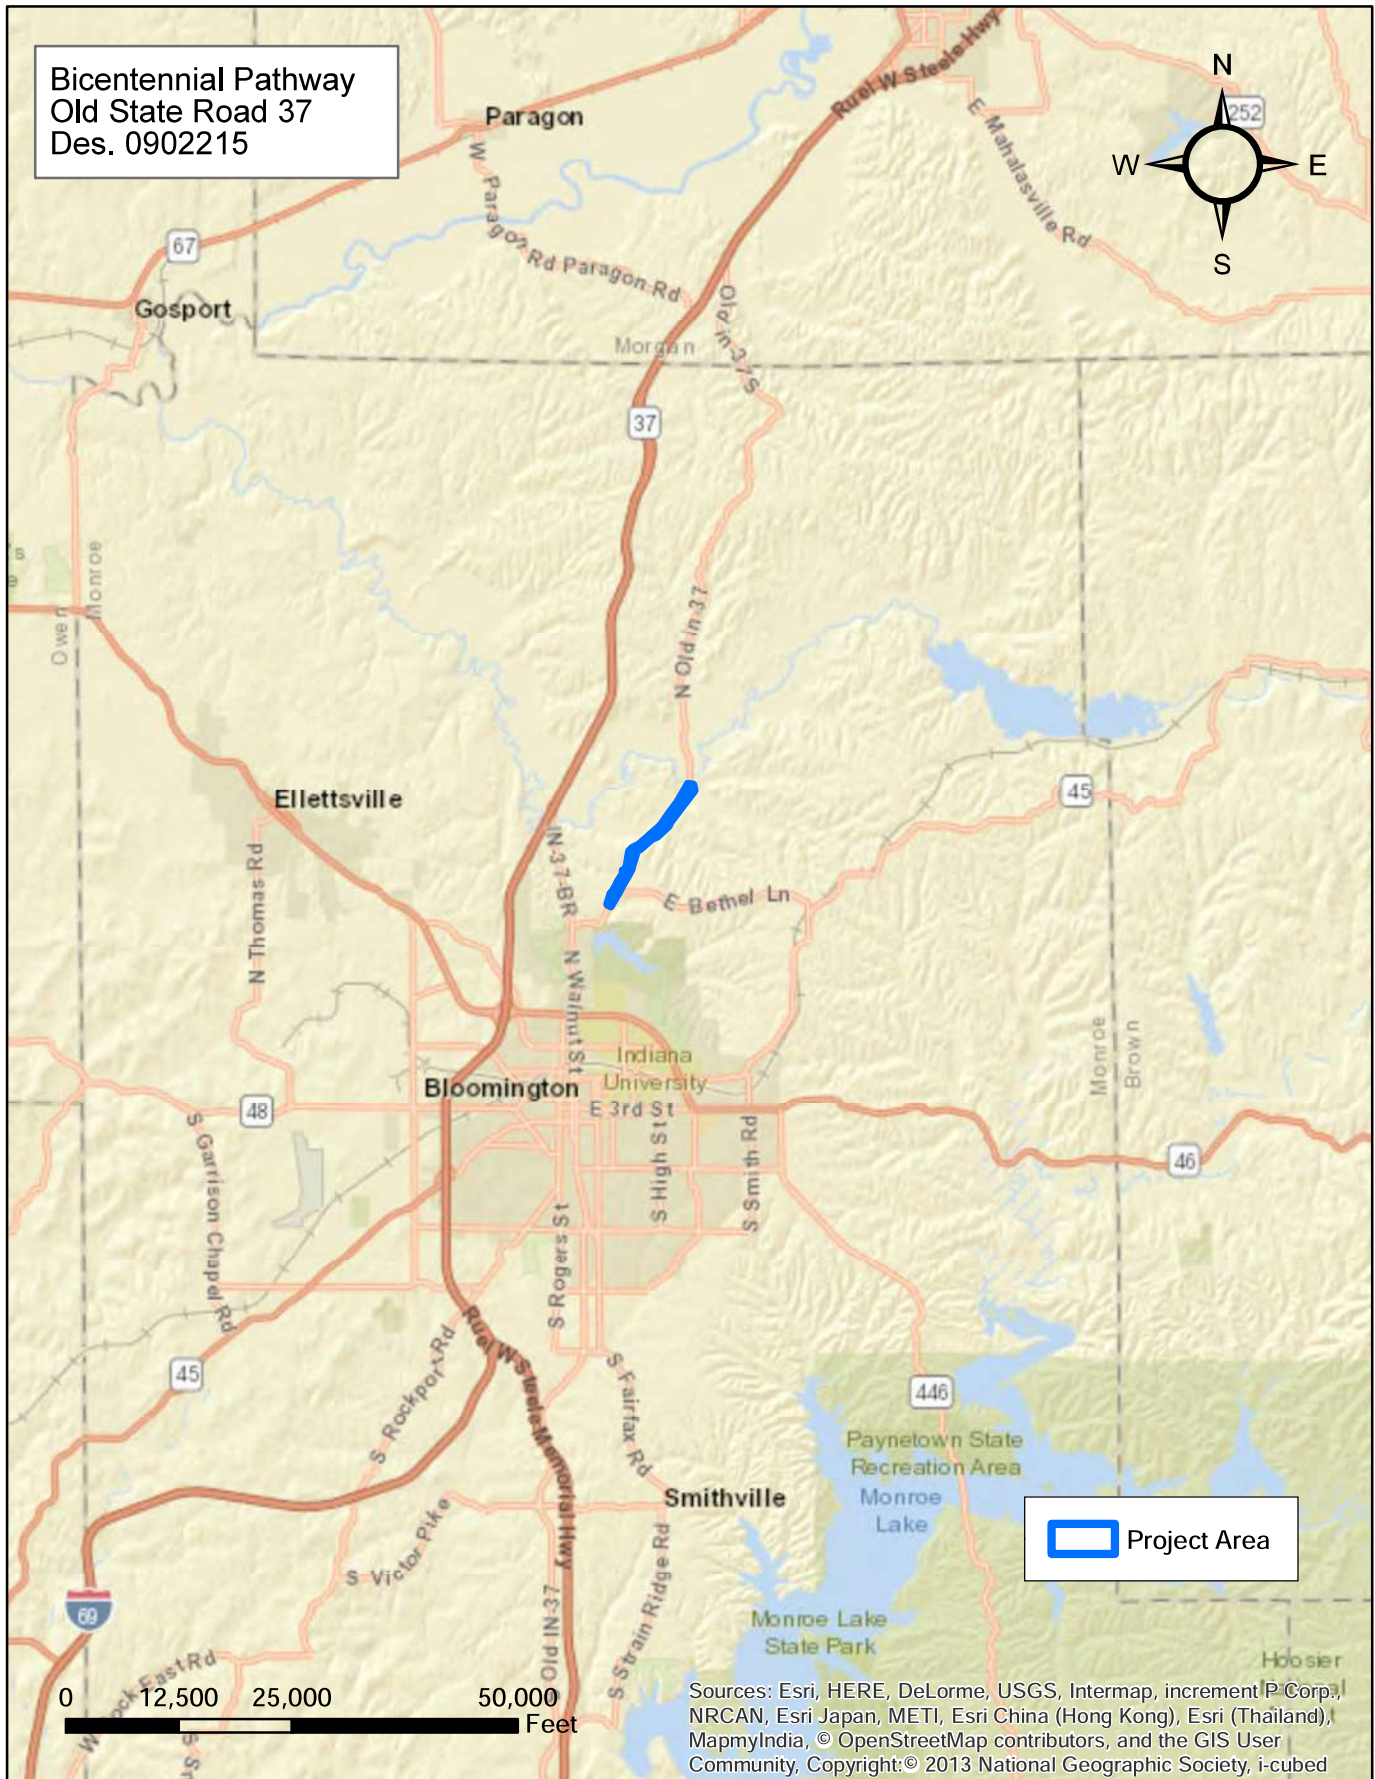 Bicentennial Pathway
Old State Road 37
Des. 0902215
N
W
E
S
252
Ruel W Steele Hwy
E Mahalasville Rd
Paragon
W Paragon Rd
Paragon Rd
67
Gosport
Old in 37 S
Morgan
37
Owen
Monroe
N Old in 37
Ellettsville
45
IN-37-BR
E Bethel Ln
N Thomas Rd
N Walnut St
Monroe
Brown
Indiana
University
Bloomington
E 3rd St
48
S Garrison Chapel Rd
S High St
S Smith Rd
46
S Rogers St
Ruel W Steele Memorial Hwy
S Rockport Rd
45
S Fairfax Rd
446
Paynetown State
Recreation Area
Monroe
Lake
Smithville
Project Area
S Victor Pike
69
Old IN-37
S Strain Ridge Rd
Monroe Lake
State Park
Hoosier
East Rd
0 12,500 25,000 50,000
Feet
Sources: Esri, HERE, DeLorme, USGS, Intermap, increment P Corp.,
NRCAN, Esri Japan, METI, Esri China (Hong Kong), Esri (Thailand),
MapmyIndia, © OpenStreetMap contributors, and the GIS User
Community, Copyright:© 2013 National Geographic Society, i-cubed